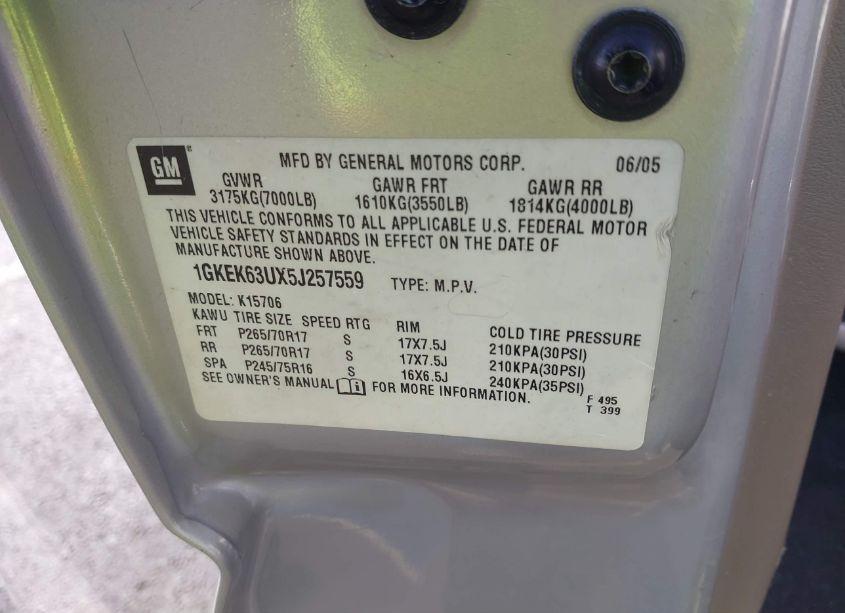 GM ®
MFD BY GENERAL MOTORS CORP. 06/05
GVWR GAWR FRT GAWR RR
3175KG(7000LB) 1610KG(3550LB) 1814KG(4000LB)
THIS VEHICLE CONFORMS TO ALL APPLICABLE U.S. FEDERAL MOTOR
VEHICLE SAFETY STANDARDS IN EFFECT ON THE DATE OF
MANUFACTURE SHOWN ABOVE.
1GKEK63UX5J257559 TYPE: M.P.V.
MODEL: K15706
KAWU TIRE SIZE SPEED RTG RIM COLD TIRE PRESSURE
FRT P265/70R17 S 17X7.5J 210KPA(30PSI)
RR P265/70R17 S 17X7.5J 210KPA(30PSI)
SPA P245/75R16 S 16X6.5J 240KPA(35PSI)
SEE OWNER'S MANUAL FOR MORE INFORMATION.
F 495
T 399